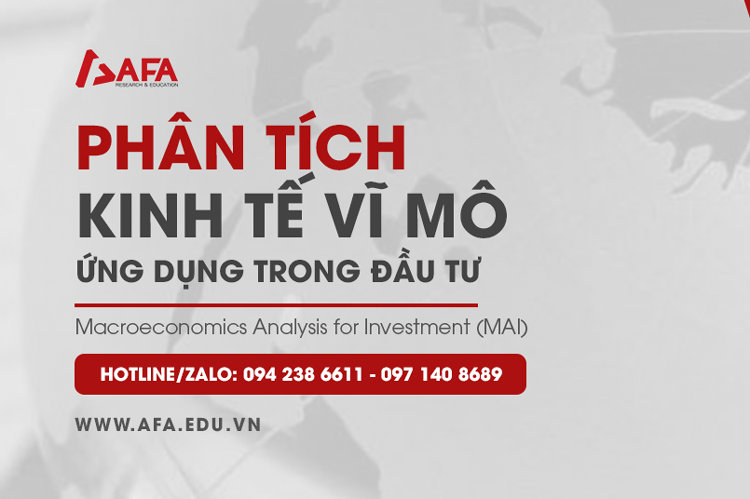 AFA
RESEARCH & EDUCATION
PHÂN TÍCH
KINH TẾ VĨ MÔ
ỨNG DỤNG TRONG ĐẦU TƯ
Macroeconomics Analysis for Investment (MAI)
HOTLINE/ZALO: 094 238 6611 - 097 140 8689
WWW.AFA.EDU.VN